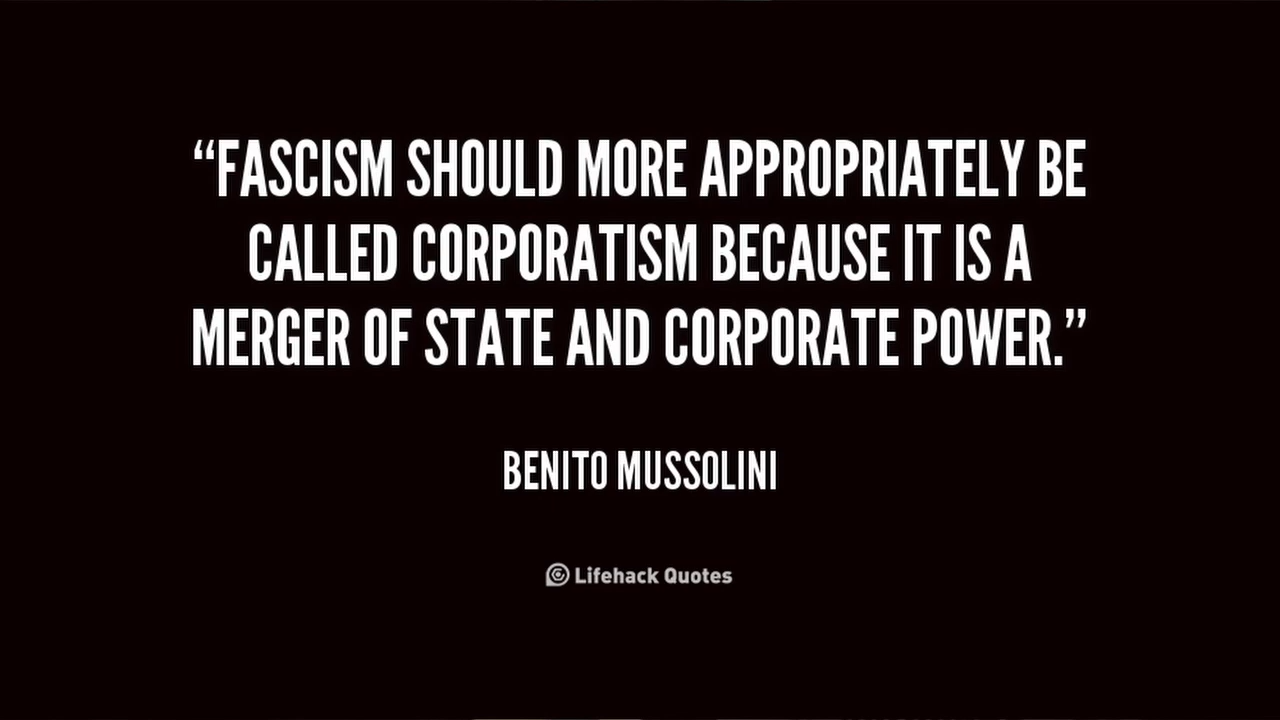 “FASCISM SHOULD MORE APPROPRIATELY BE
CALLED CORPORATISM BECAUSE IT IS A
MERGER OF STATE AND CORPORATE POWER.”
BENITO MUSSOLINI
Lifehack Quotes